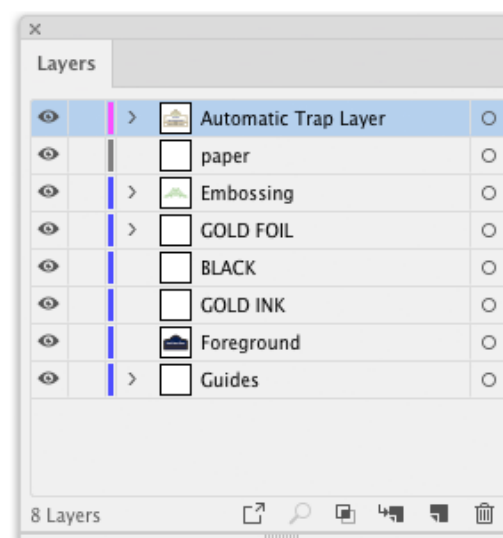 Layers
Automatic Trap Layer
paper
Embossing
GOLD FOIL
BLACK
GOLD INK
Foreground
Guides
8 Layers